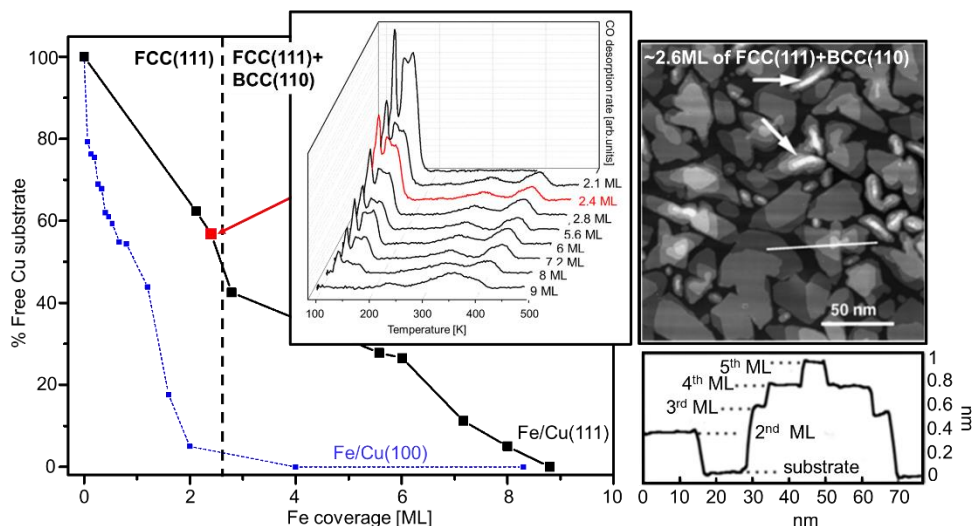 100
80
60
40
20
0
% Free Cu substrate
FCC(111)
FCC(111)+
BCC(110)
Fe/Cu(100)
Fe/Cu(111)
0 2 4 6 8 10
Fe coverage [ML]
CO desorption rate [arb.units]
2.1 ML
2.4 ML
2.8 ML
5.6 ML
6 ML
7.2 ML
8 ML
9 ML
100 200 300 400 500
Temperature [K]
~2.6ML of FCC(111)+BCC(110)
50 nm
5th ML
4th ML
3rd ML
2nd ML
substrate
1
0.8
0.6
0.4
0.2
0
nm
0 10 20 30 40 50 60 70
nm